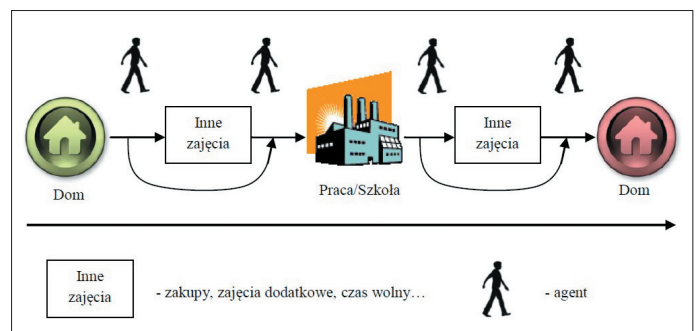 Inne
zajęcia
Inne
zajęcia
Dom
Praca/Szkoła
Dom
Inne
zajęcia
- zakupy, zajęcia dodatkowe, czas wolny…
- agent